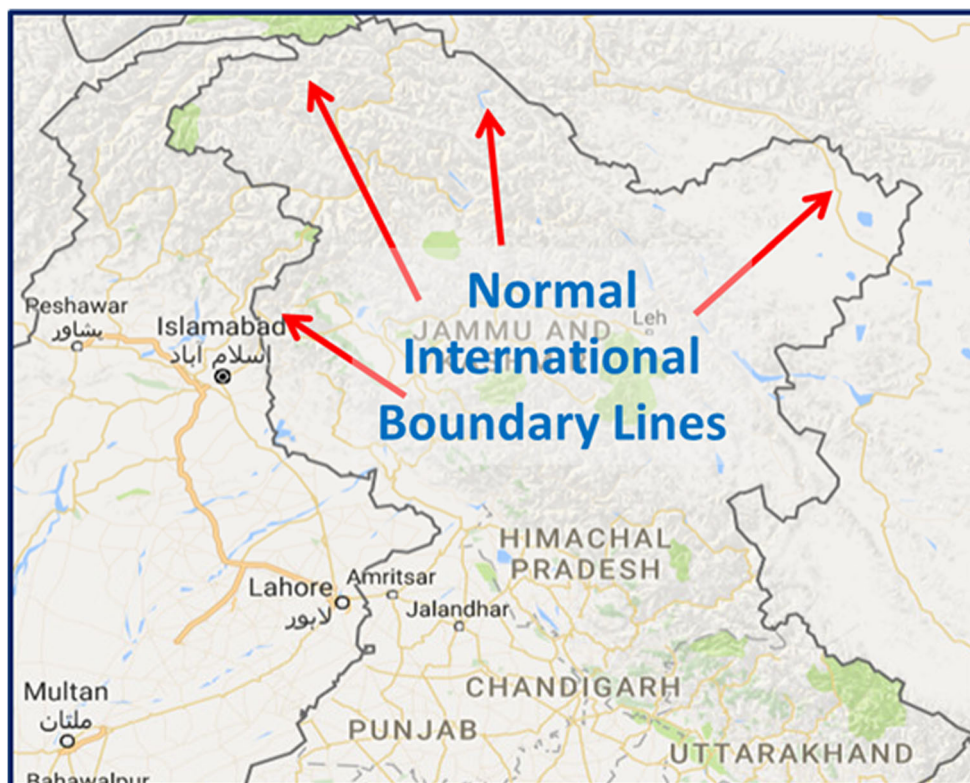 Peshawar
پشاور
Islamabad
اسلام آباد
Normal
International
Boundary Lines
JAMMU AND
Leh
HIMACHAL
PRADESH
Lahore
لاہور
Amritsar
Jalandhar
CHANDIGARH
Multan
ملتان
PUNJAB
UTTARAKHAND
Bahawalpur